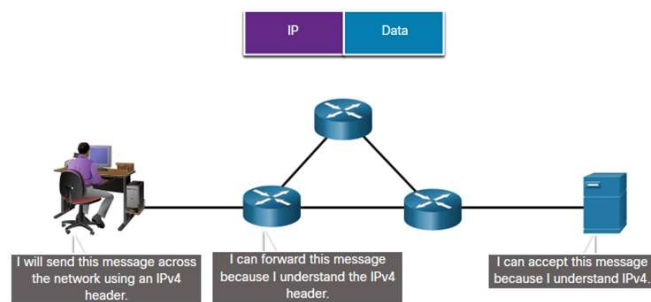 IP
Data
I will send this message across
the network using an IPv4
header.
I can forward this message
because I understand the IPv4
header.
I can accept this message
because I understand IPv4.